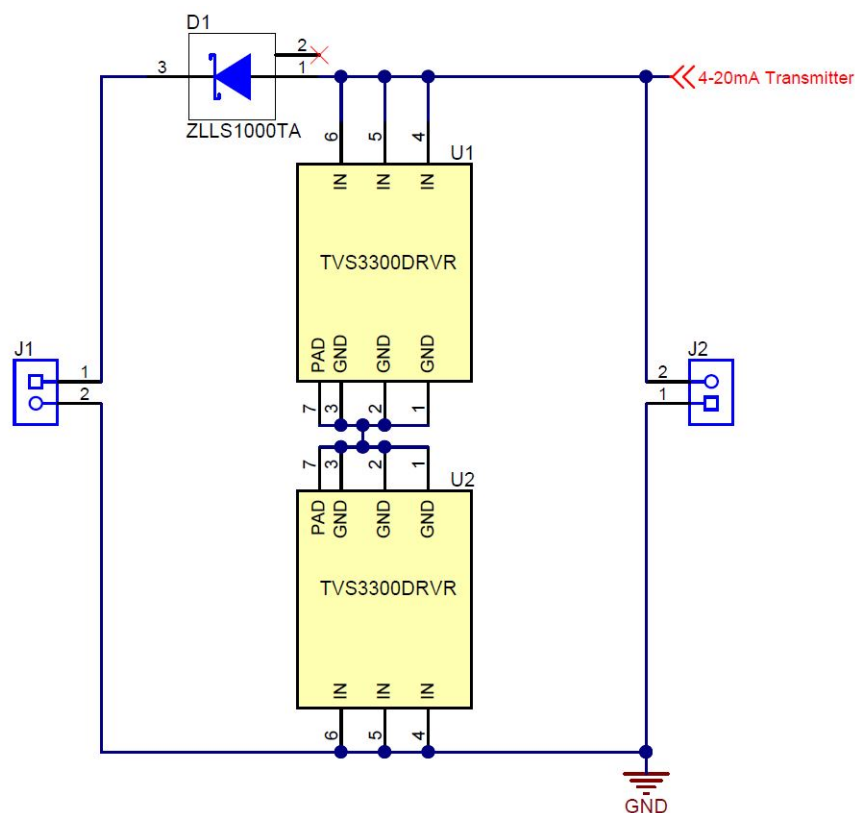 D1
2
3
1
4-20mA Transmitter
ZLLS1000TA
6
5
4
U1
IN
IN
IN
TVS3300DRVR
J1
J2
PAD
GND
GND
GND
1
2
2
1
7
3
2
1
7
3
2
1
U2
PAD
GND
GND
GND
TVS3300DRVR
IN
IN
IN
6
5
4
GND